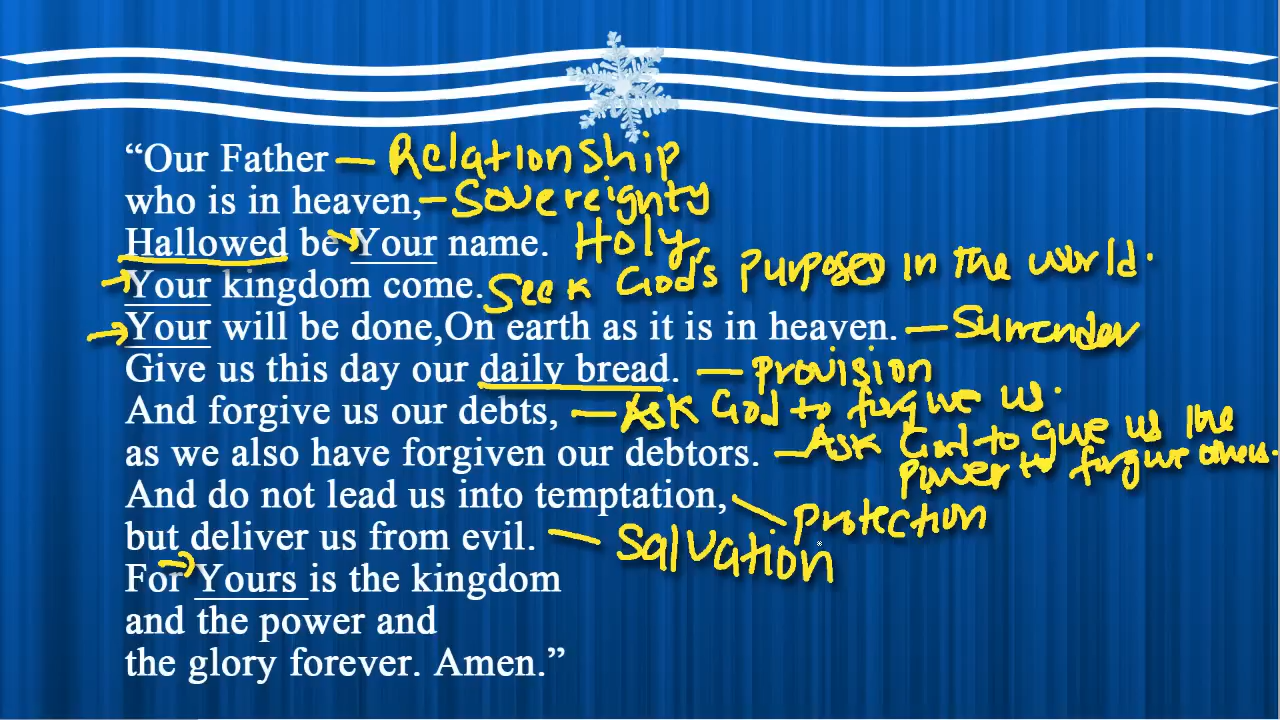 “Our Father — Relationship
who is in heaven, — Sovereignty
Hallowed be Your name. Holy
Your kingdom come. Seek God's purposes in the world.
Your will be done,On earth as it is in heaven. — Surrender
Give us this day our daily bread. — provision
And forgive us our debts, — Ask God to forgive us.
as we also have forgiven our debtors. — Ask God to give us the
power to forgive others.
And do not lead us into temptation, — protection
but deliver us from evil. — Salvation
For Yours is the kingdom
and the power and
the glory forever. Amen.”